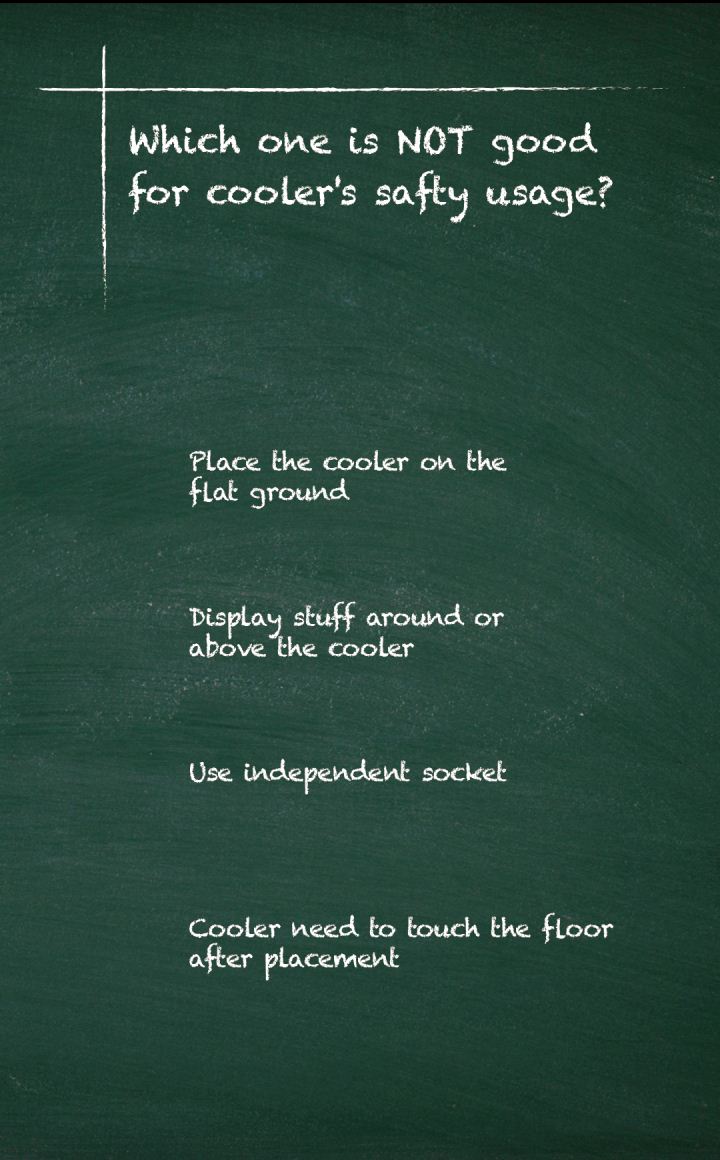 Which one is NOT good
for cooler's safty usage?
Place the cooler on the
flat ground
Display stuff around or
above the cooler
Use independent socket
Cooler need to touch the floor
after placement